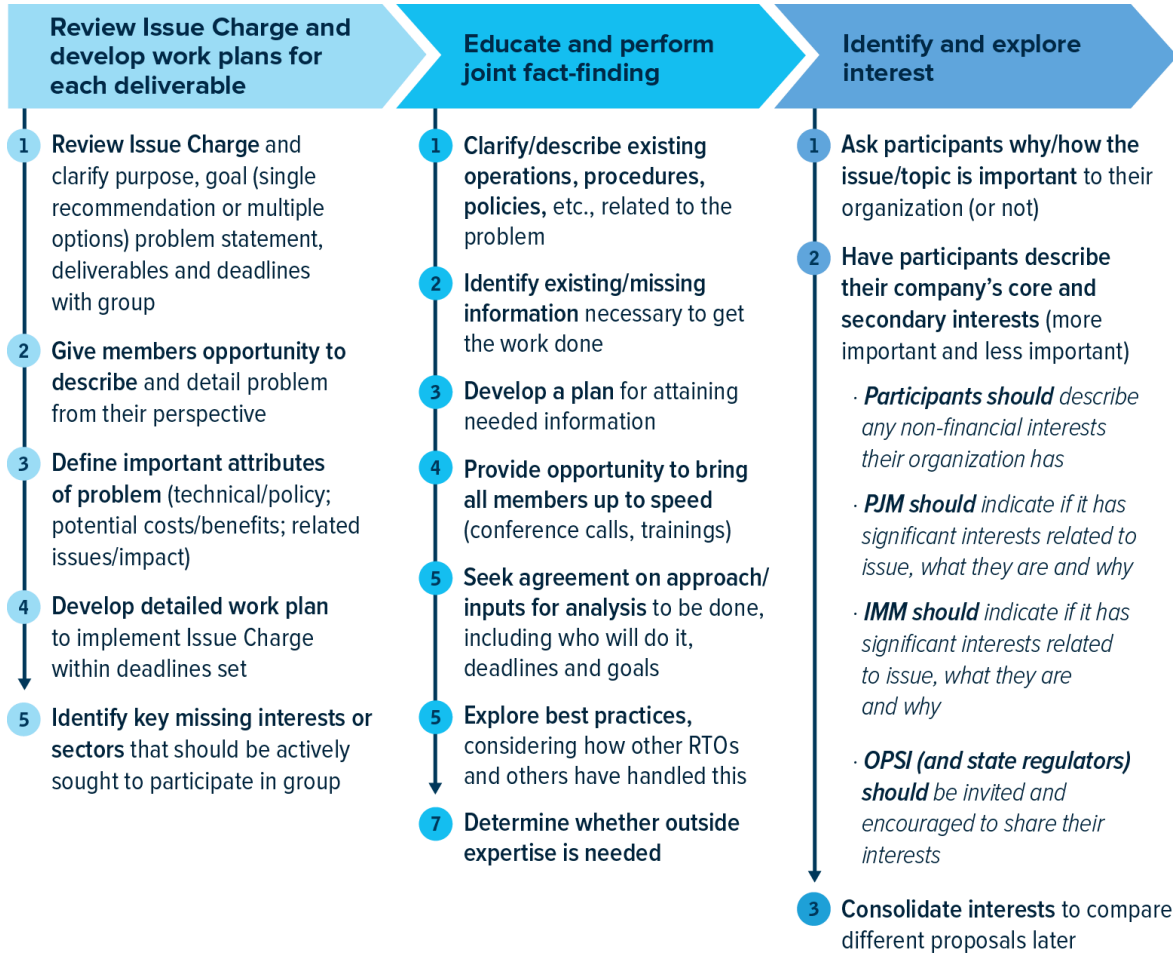 Review Issue Charge and
develop work plans for
each deliverable
1 Review Issue Charge and
clarify purpose, goal (single
recommendation or multiple
options) problem statement,
deliverables and deadlines
with group
2 Give members opportunity to
describe and detail problem
from their perspective
3 Define important attributes
of problem (technical/policy;
potential costs/benefits; related
issues/impact)
4 Develop detailed work plan
to implement Issue Charge
within deadlines set
5 Identify key missing interests or
sectors that should be actively
sought to participate in group
Educate and perform
joint fact-finding
1 Clarify/describe existing
operations, procedures,
policies, etc., related to the
problem
2 Identify existing/missing
information necessary to get
the work done
3 Develop a plan for attaining
needed information
4 Provide opportunity to bring
all members up to speed
(conference calls, trainings)
5 Seek agreement on approach/
inputs for analysis to be done,
including who will do it,
deadlines and goals
5 Explore best practices,
considering how other RTOs
and others have handled this
7 Determine whether outside
expertise is needed
Identify and explore
interest
1 Ask participants why/how the
issue/topic is important to their
organization (or not)
2 Have participants describe
their company's core and
secondary interests (more
important and less important)
· Participants should describe
any non-financial interests
their organization has
· PJM should indicate if it has
significant interests related to
issue, what they are and why
· IMM should indicate if it has
significant interests related
to issue, what they are
and why
· OPSI (and state regulators)
should be invited and
encouraged to share their
interests
3 Consolidate interests to compare
different proposals later